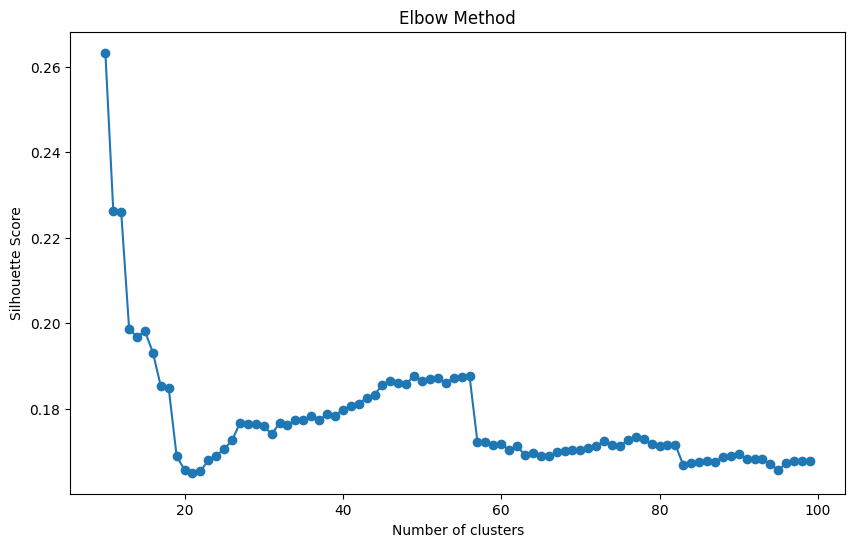 Elbow Method
Silhouette Score
0.26
0.24
0.22
0.20
0.18
20 40 60 80 100
Number of clusters